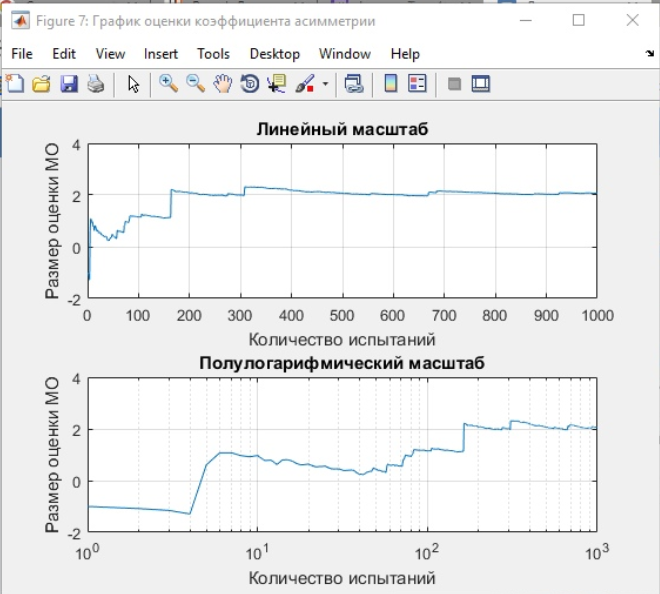 Figure 7: График оценки коэффициента асимметрии
File Edit View Insert Tools Desktop Window Help
Линейный масштаб
Размер оценки МО
4
2
0
-2
0 100 200 300 400 500 600 700 800 900 1000
Количество испытаний
Полулогарифмический масштаб
Размер оценки МО
4
2
0
-2
10^0 10^1 10^2 10^3
Количество испытаний